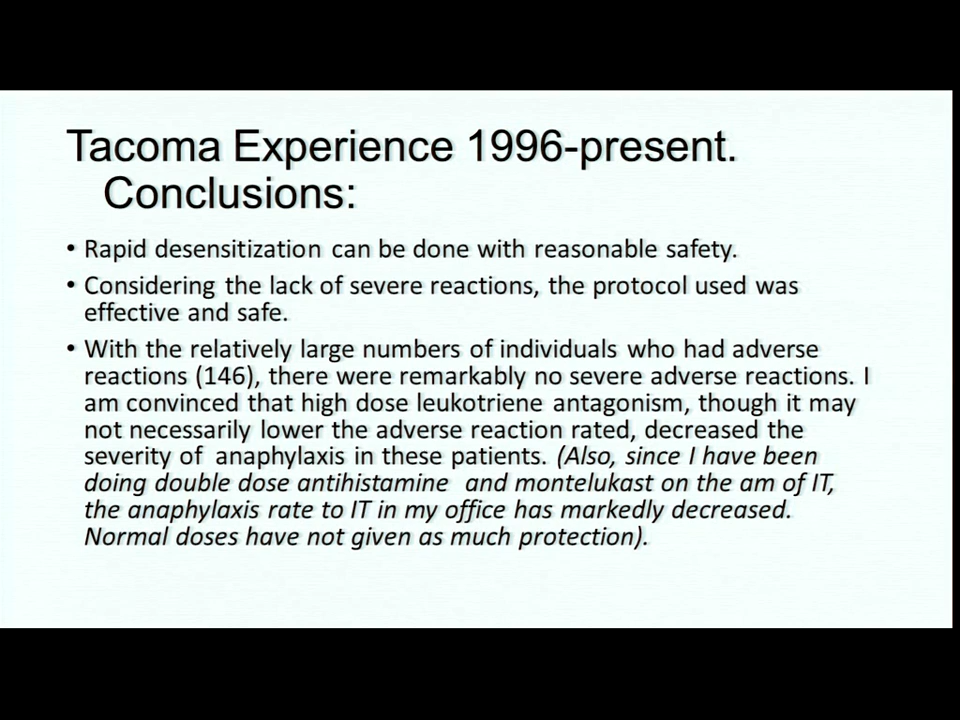 Tacoma Experience 1996-present.
Conclusions:
• Rapid desensitization can be done with reasonable safety.
• Considering the lack of severe reactions, the protocol used was
effective and safe.
• With the relatively large numbers of individuals who had adverse
reactions (146), there were remarkably no severe adverse reactions. I
am convinced that high dose leukotriene antagonism, though it may
not necessarily lower the adverse reaction rated, decreased the
severity of anaphylaxis in these patients. (Also, since I have been
doing double dose antihistamine and montelukast on the am of IT,
the anaphylaxis rate to IT in my office has markedly decreased.
Normal doses have not given as much protection).